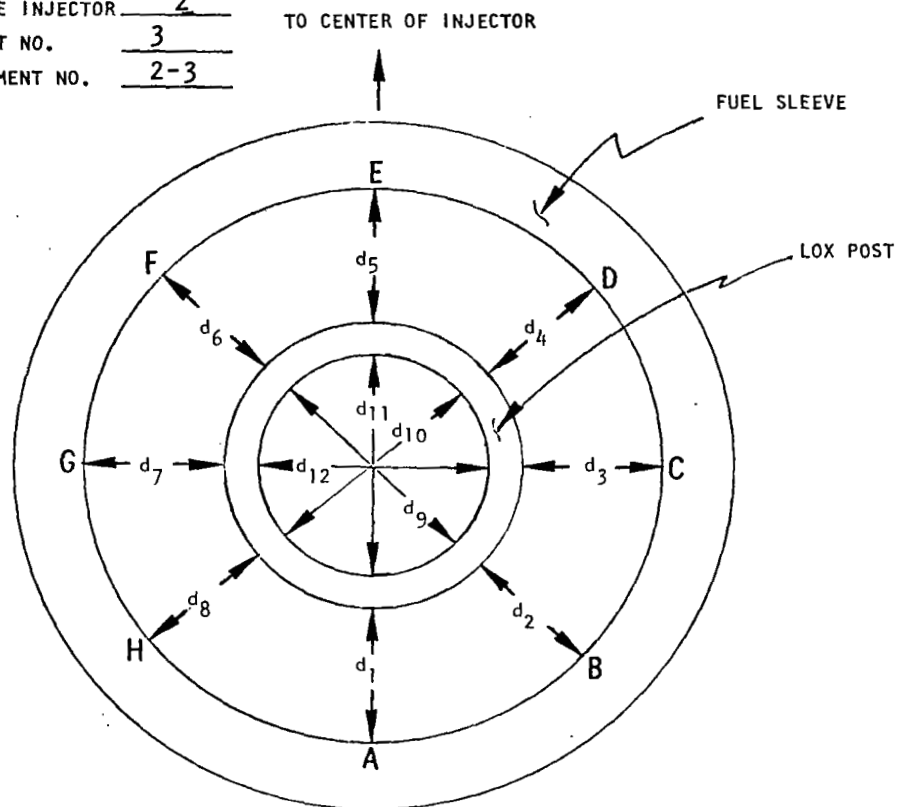 E INJECTOR 2
T NO. 3
MENT NO. 2-3
TO CENTER OF INJECTOR
FUEL SLEEVE
LOX POST
E
F
D
d5
d6
d4
d11
d10
G
d7
d12
d3
C
d9
d8
d2
H
B
d1
A